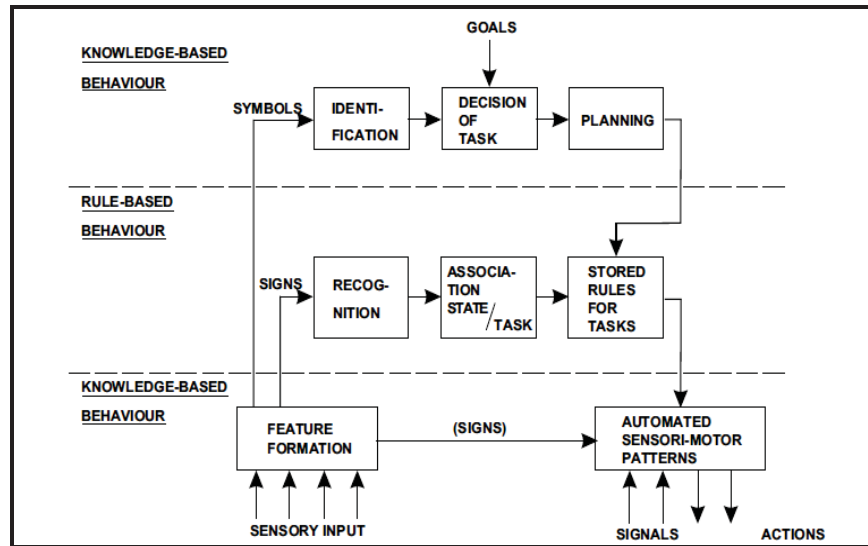 GOALS
KNOWLEDGE-BASED
BEHAVIOUR
SYMBOLS
IDENTI-
FICATION
DECISION
OF
TASK
PLANNING
RULE-BASED
BEHAVIOUR
SIGNS
RECOG-
NITION
ASSOCIA-
TION
STATE
/TASK
STORED
RULES
FOR
TASKS
KNOWLEDGE-BASED
BEHAVIOUR
FEATURE
FORMATION
(SIGNS)
AUTOMATED
SENSORI-MOTOR
PATTERNS
SENSORY INPUT
SIGNALS
ACTIONS